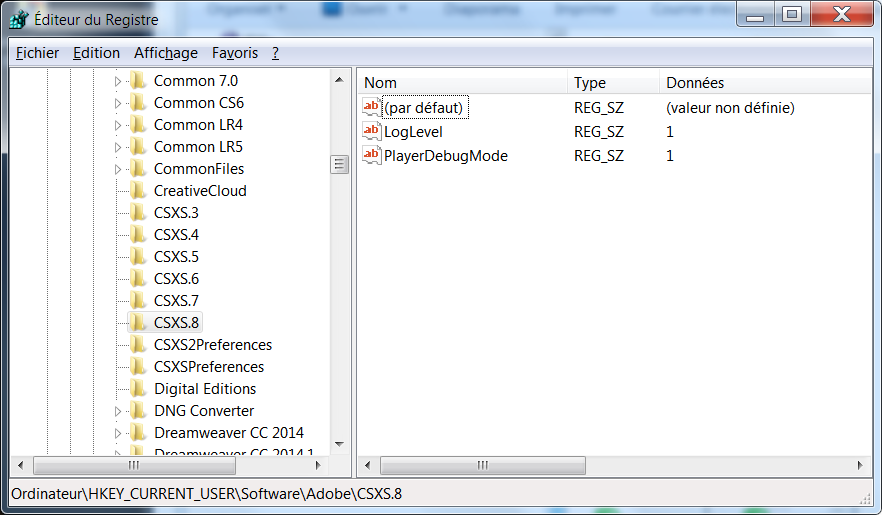 Éditeur du Registre
Fichier Edition Affichage Favoris ?
Common 7.0
Common CS6
Common LR4
Common LR5
CommonFiles
CreativeCloud
CSXS.3
CSXS.4
CSXS.5
CSXS.6
CSXS.7
CSXS.8
CSXS2Preferences
CSXSPreferences
Digital Editions
DNG Converter
Dreamweaver CC 2014
Dreamweaver CC 2014.1
Nom Type Données
(par défaut) REG_SZ (valeur non définie)
LogLevel REG_SZ 1
PlayerDebugMode REG_SZ 1
Ordinateur\HKEY_CURRENT_USER\Software\Adobe\CSXS.8